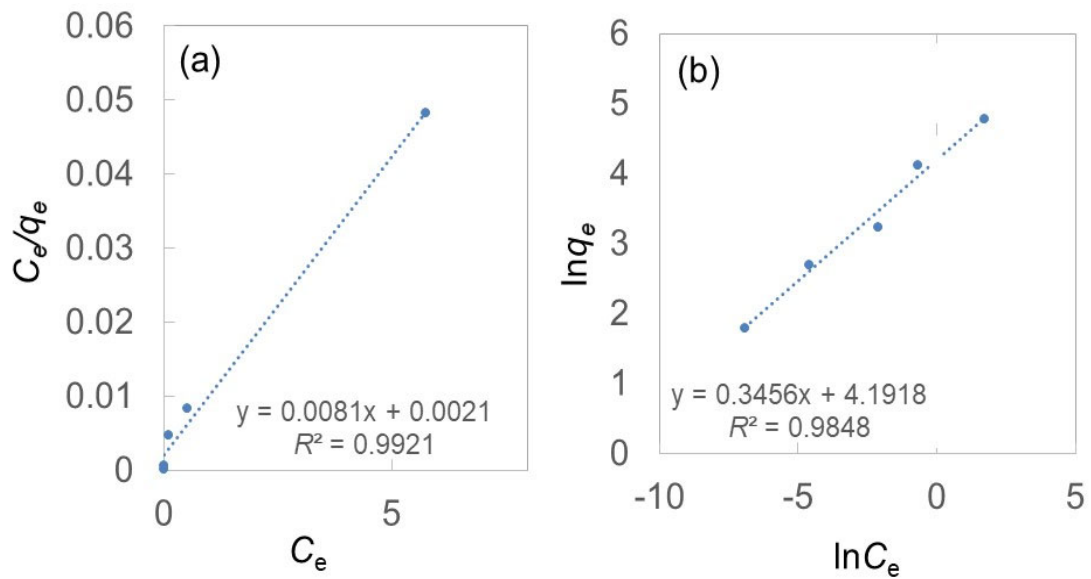 (a)
0.06
0.05
0.04
0.03
0.02
0.01
0
Ce/qe
y = 0.0081x + 0.0021
R² = 0.9921
0
5
Ce
(b)
6
5
4
3
2
1
0
lnqe
y = 0.3456x + 4.1918
R² = 0.9848
-10
-5
0
5
lnCe